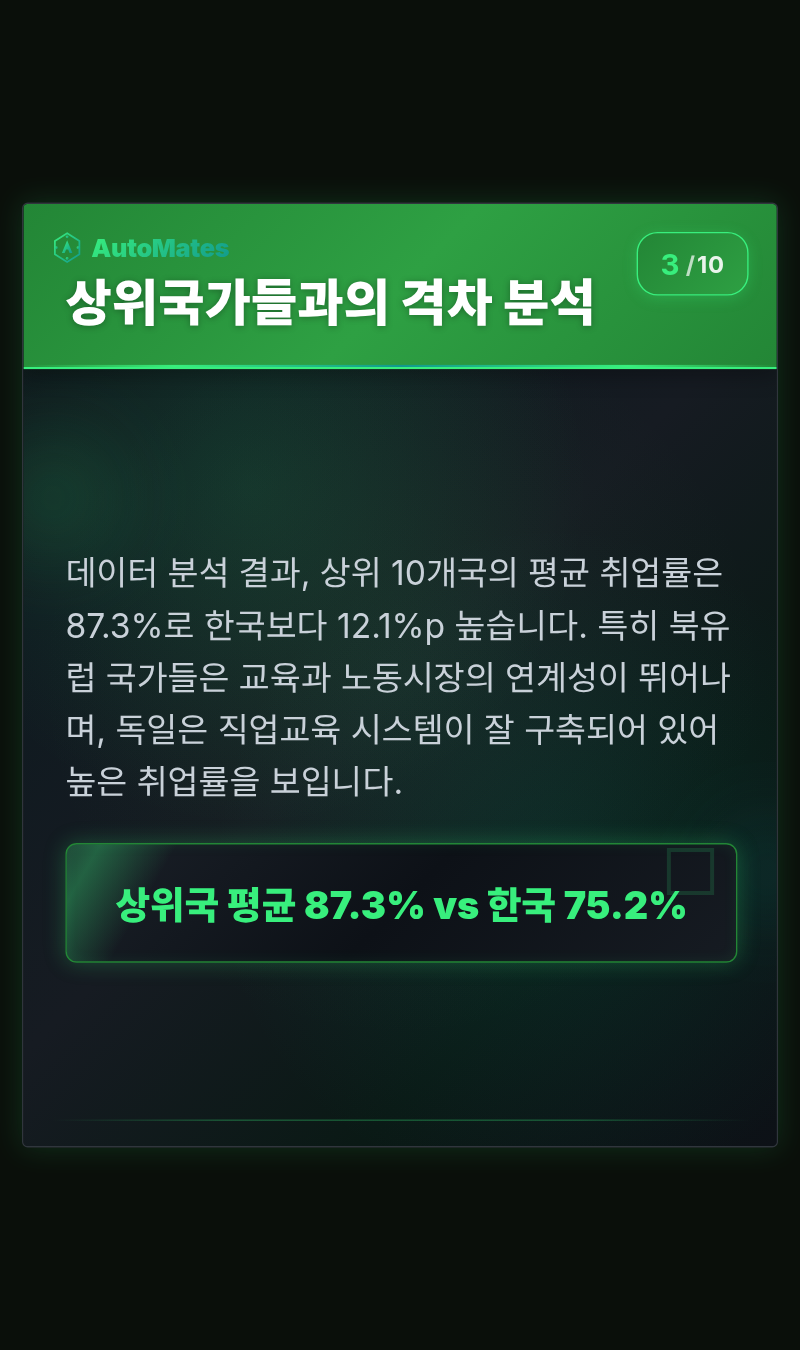 AutoMates
3 /10
상위국가들과의 격차 분석
데이터 분석 결과, 상위 10개국의 평균 취업률은
87.3%로 한국보다 12.1%p 높습니다. 특히 북유
럽 국가들은 교육과 노동시장의 연계성이 뛰어나
며, 독일은 직업교육 시스템이 잘 구축되어 있어
높은 취업률을 보입니다.
상위국 평균 87.3% vs 한국 75.2%